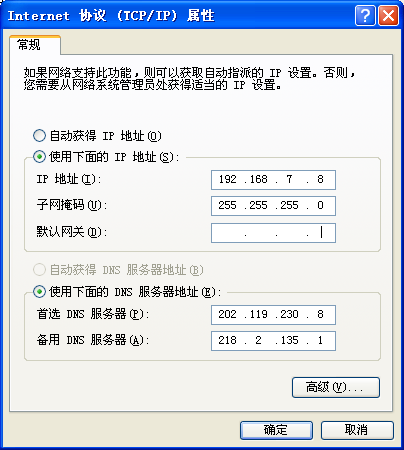 Internet 协议 (TCP/IP) 属性
常规
如果网络支持此功能，则可以获取自动指派的 IP 设置。否则，
您需要从网络系统管理员处获得适当的 IP 设置。
自动获得 IP 地址(O)
使用下面的 IP 地址(S):
IP 地址(I): 192 .168 . 7 . 8
子网掩码(U): 255 .255 .255 . 0
默认网关(D): . . .
自动获得 DNS 服务器地址(B)
使用下面的 DNS 服务器地址(E):
首选 DNS 服务器(P): 202 .119 .230 . 8
备用 DNS 服务器(A): 218 . 2 .135 . 1
高级(V)...
确定 取消